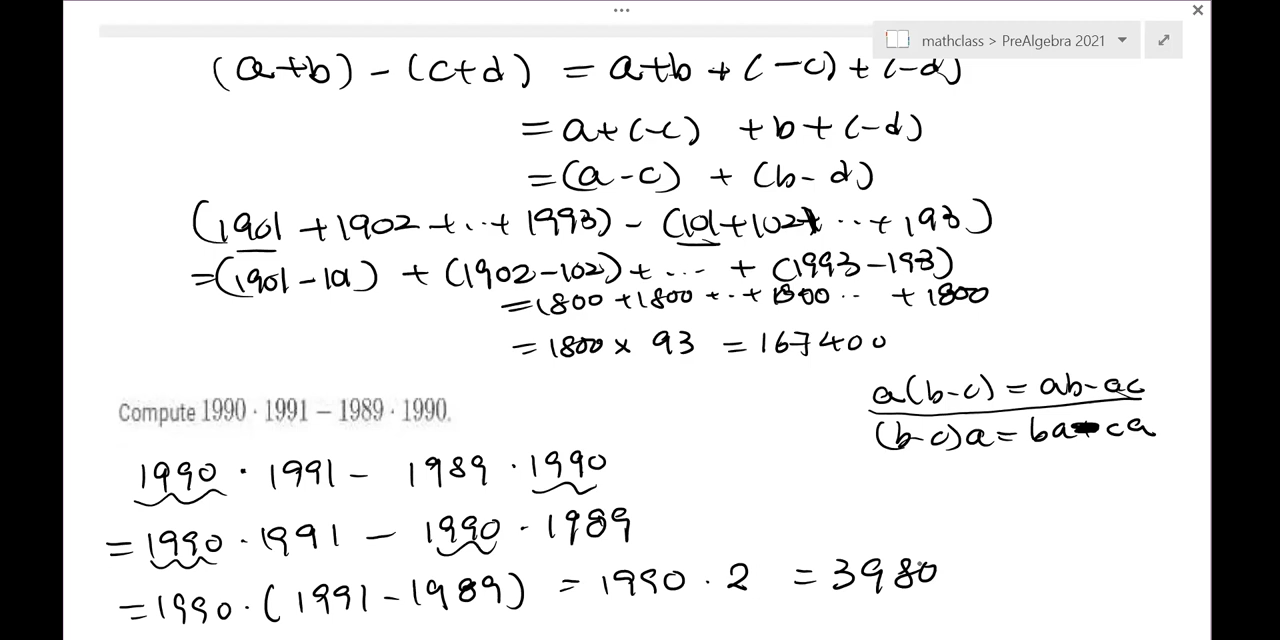 mathclass > PreAlgebra 2021
(a+b) - (c+d) = a+b + (-c) + (-d)
= a+(-c) + b + (-d)
= (a-c) + (b-d)
(1901 + 1902 + ... + 1993) - (101 + 102 + ... + 193)
= (1901 - 101) + (1902 - 102) + ... + (1993 - 193)
= 1800 + 1800 + ... + 1800 ... + 1800
= 1800 × 93 = 167400
a(b-c) = ab-ac
(b-c)a = ba-ca
Compute 1990 · 1991 − 1989 · 1990.
1990 · 1991 - 1989 · 1990
= 1990 · 1991 - 1990 · 1989
= 1990 · (1991 - 1989) = 1990 · 2 = 3980